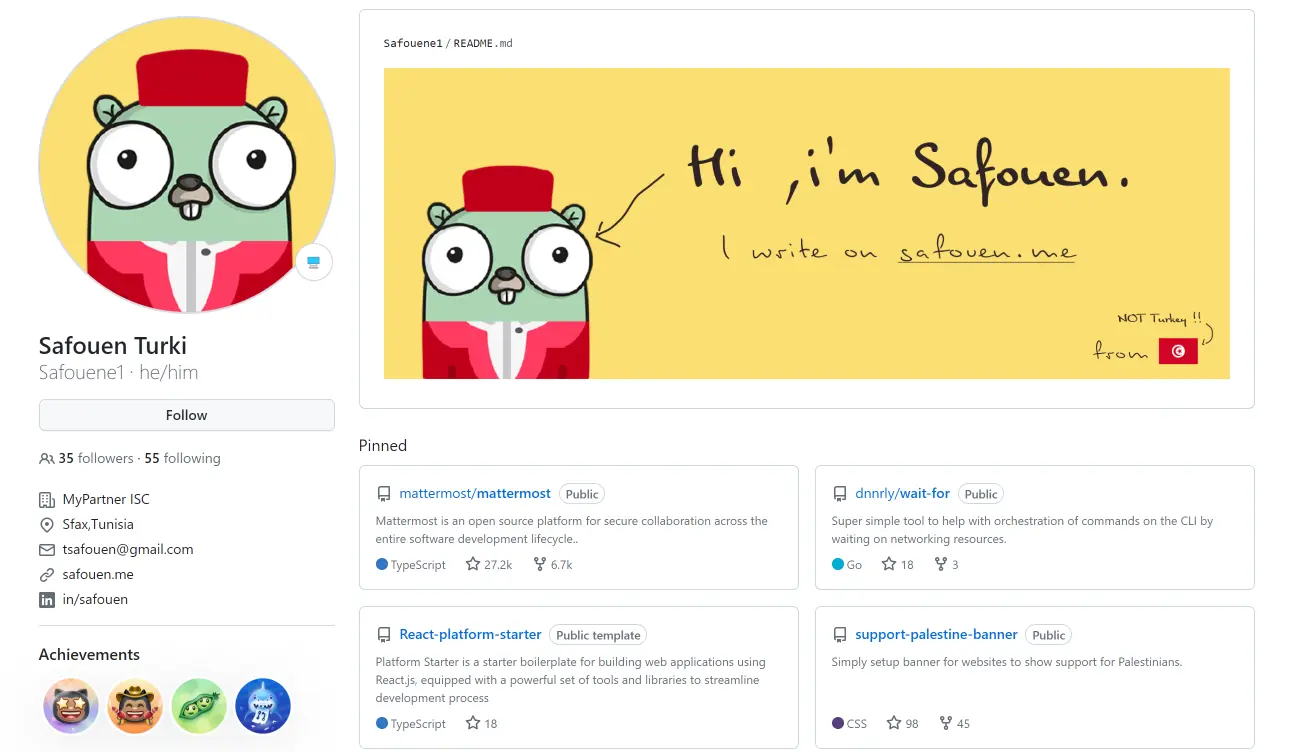 Safouene1 / README.md
Hi ,i'm Safouen.
I write on safouen.me
NOT Turkey !!
from
Safouen Turki
Safouene1 · he/him
Follow
35 followers · 55 following
MyPartner ISC
Sfax,Tunisia
tsafouen@gmail.com
safouen.me
in/safouen
Achievements
Pinned
mattermost/mattermost Public
Mattermost is an open source platform for secure collaboration across the
entire software development lifecycle..
TypeScript 27.2k 6.7k
dnnrly/wait-for Public
Super simple tool to help with orchestration of commands on the CLI by
waiting on networking resources.
Go 18 3
React-platform-starter Public template
Platform Starter is a starter boilerplate for building web applications using
React.js, equipped with a powerful set of tools and libraries to streamline
development process
TypeScript 18
support-palestine-banner Public
Simply setup banner for websites to show support for Palestinians.
CSS 98 45